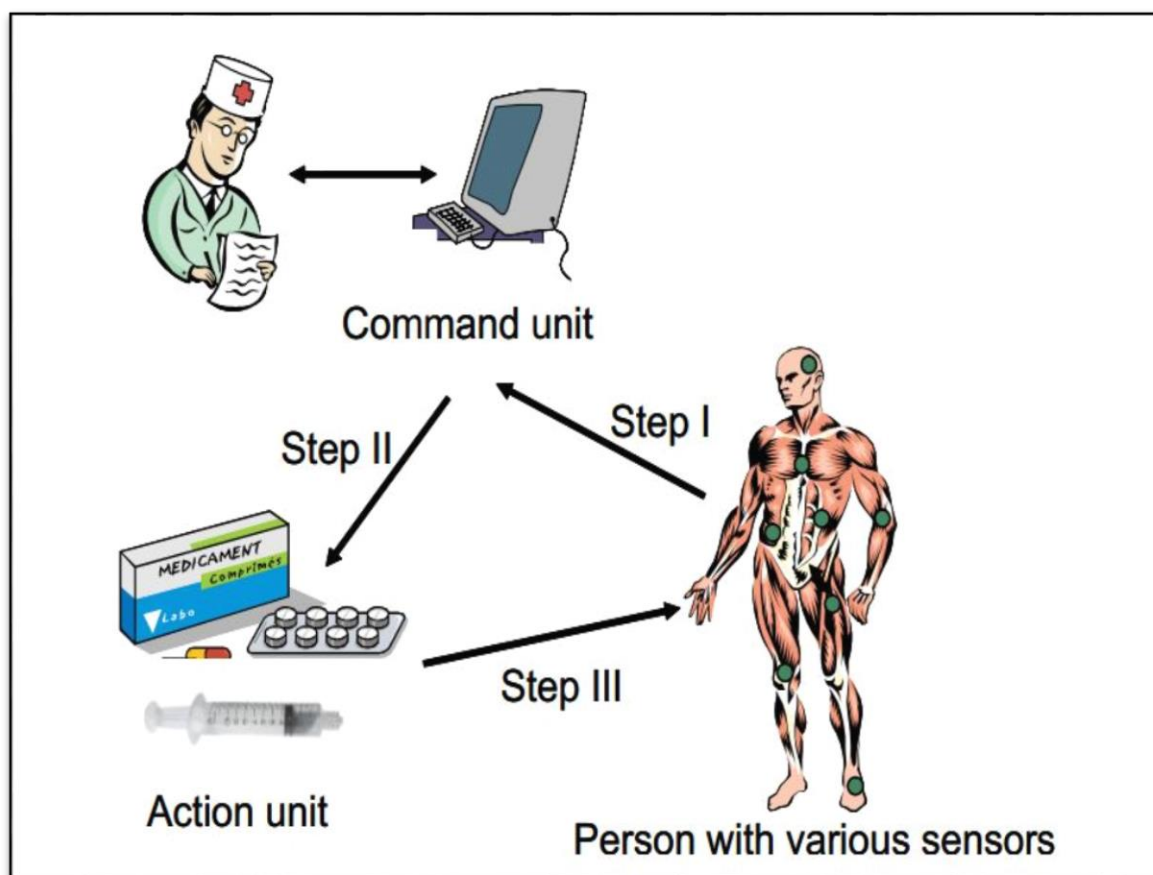 Command unit
Step I
Step II
MEDICAMENT
Comprimés
Labo
Step III
Action unit
Person with various sensors